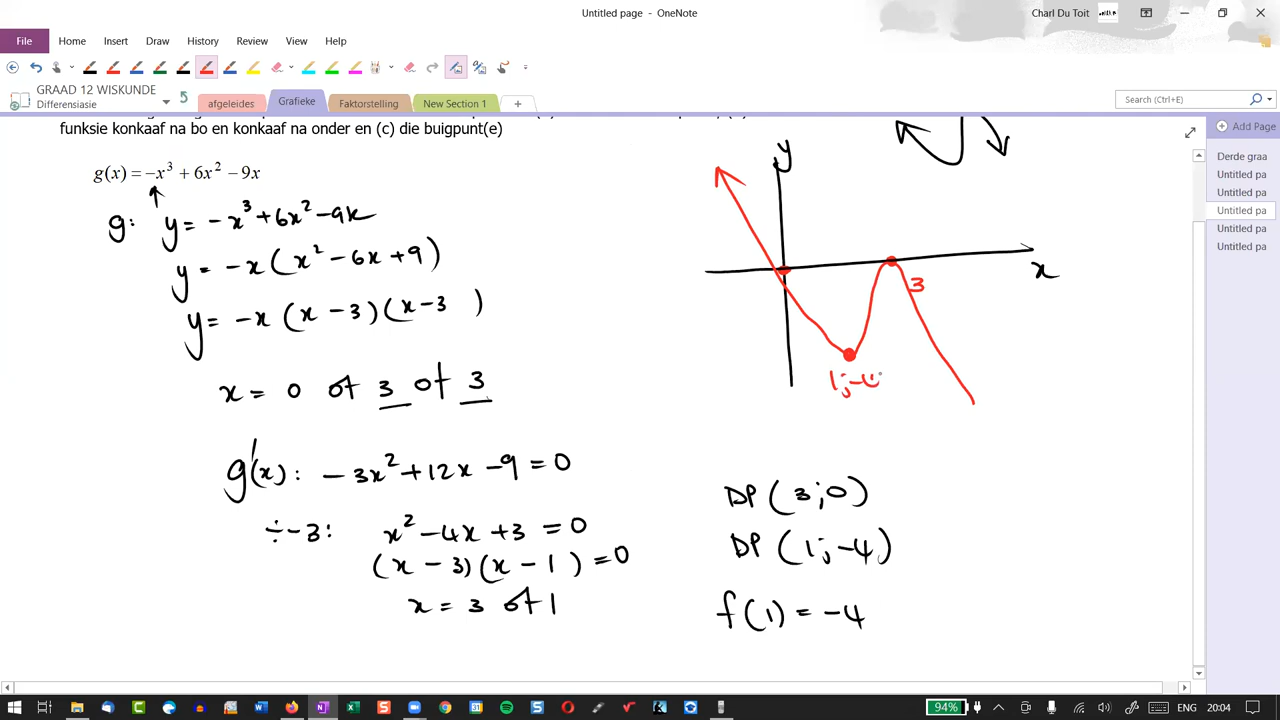 Untitled page - OneNote
Charl Du Toit
File Home Insert Draw History Review View Help
GRAAD 12 WISKUNDE
Differensiasie
afgeleides Grafieke Faktorstelling New Section 1 +
Search (Ctrl+E)
Add Page
funksie konkaaf na bo en konkaaf na onder en (c) die buigpunt(e)
g(x) = -x³ + 6x² - 9x
g: y = -x³ + 6x² - 9x
y = -x(x² - 6x + 9)
y = -x(x - 3)(x - 3)
x = 0 of 3 of 3
g'(x): -3x² + 12x - 9 = 0
÷-3: x² - 4x + 3 = 0
(x - 3)(x - 1) = 0
x = 3 of 1
y
x
3
1;-4
DP (3;0)
DP (1;-4)
f(1) = -4
Derde graa
Untitled pa
Untitled pa
Untitled pa
Untitled pa
Untitled pa
94%
ENG 20:04